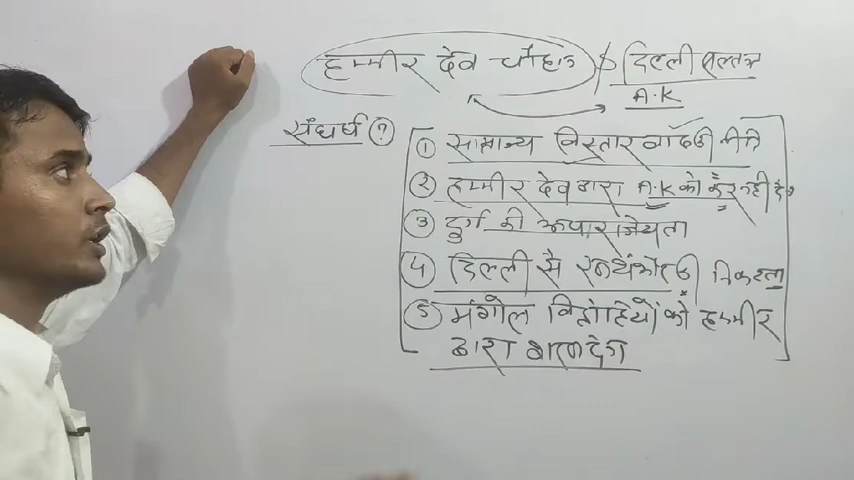 हम्मीर देव चौहान / दिल्ली सल्तनत
A.K
संघर्ष ?
① साम्राज्य विस्तारवादी नीति
② हम्मीर देव द्वारा A.K को कर नहीं देना
③ दुर्ग की अपाराजेयता
④ दिल्ली से रणथंभौर की निकटता
⑤ मंगोल विद्रोहियों को हम्मीर
द्वारा शरण देना